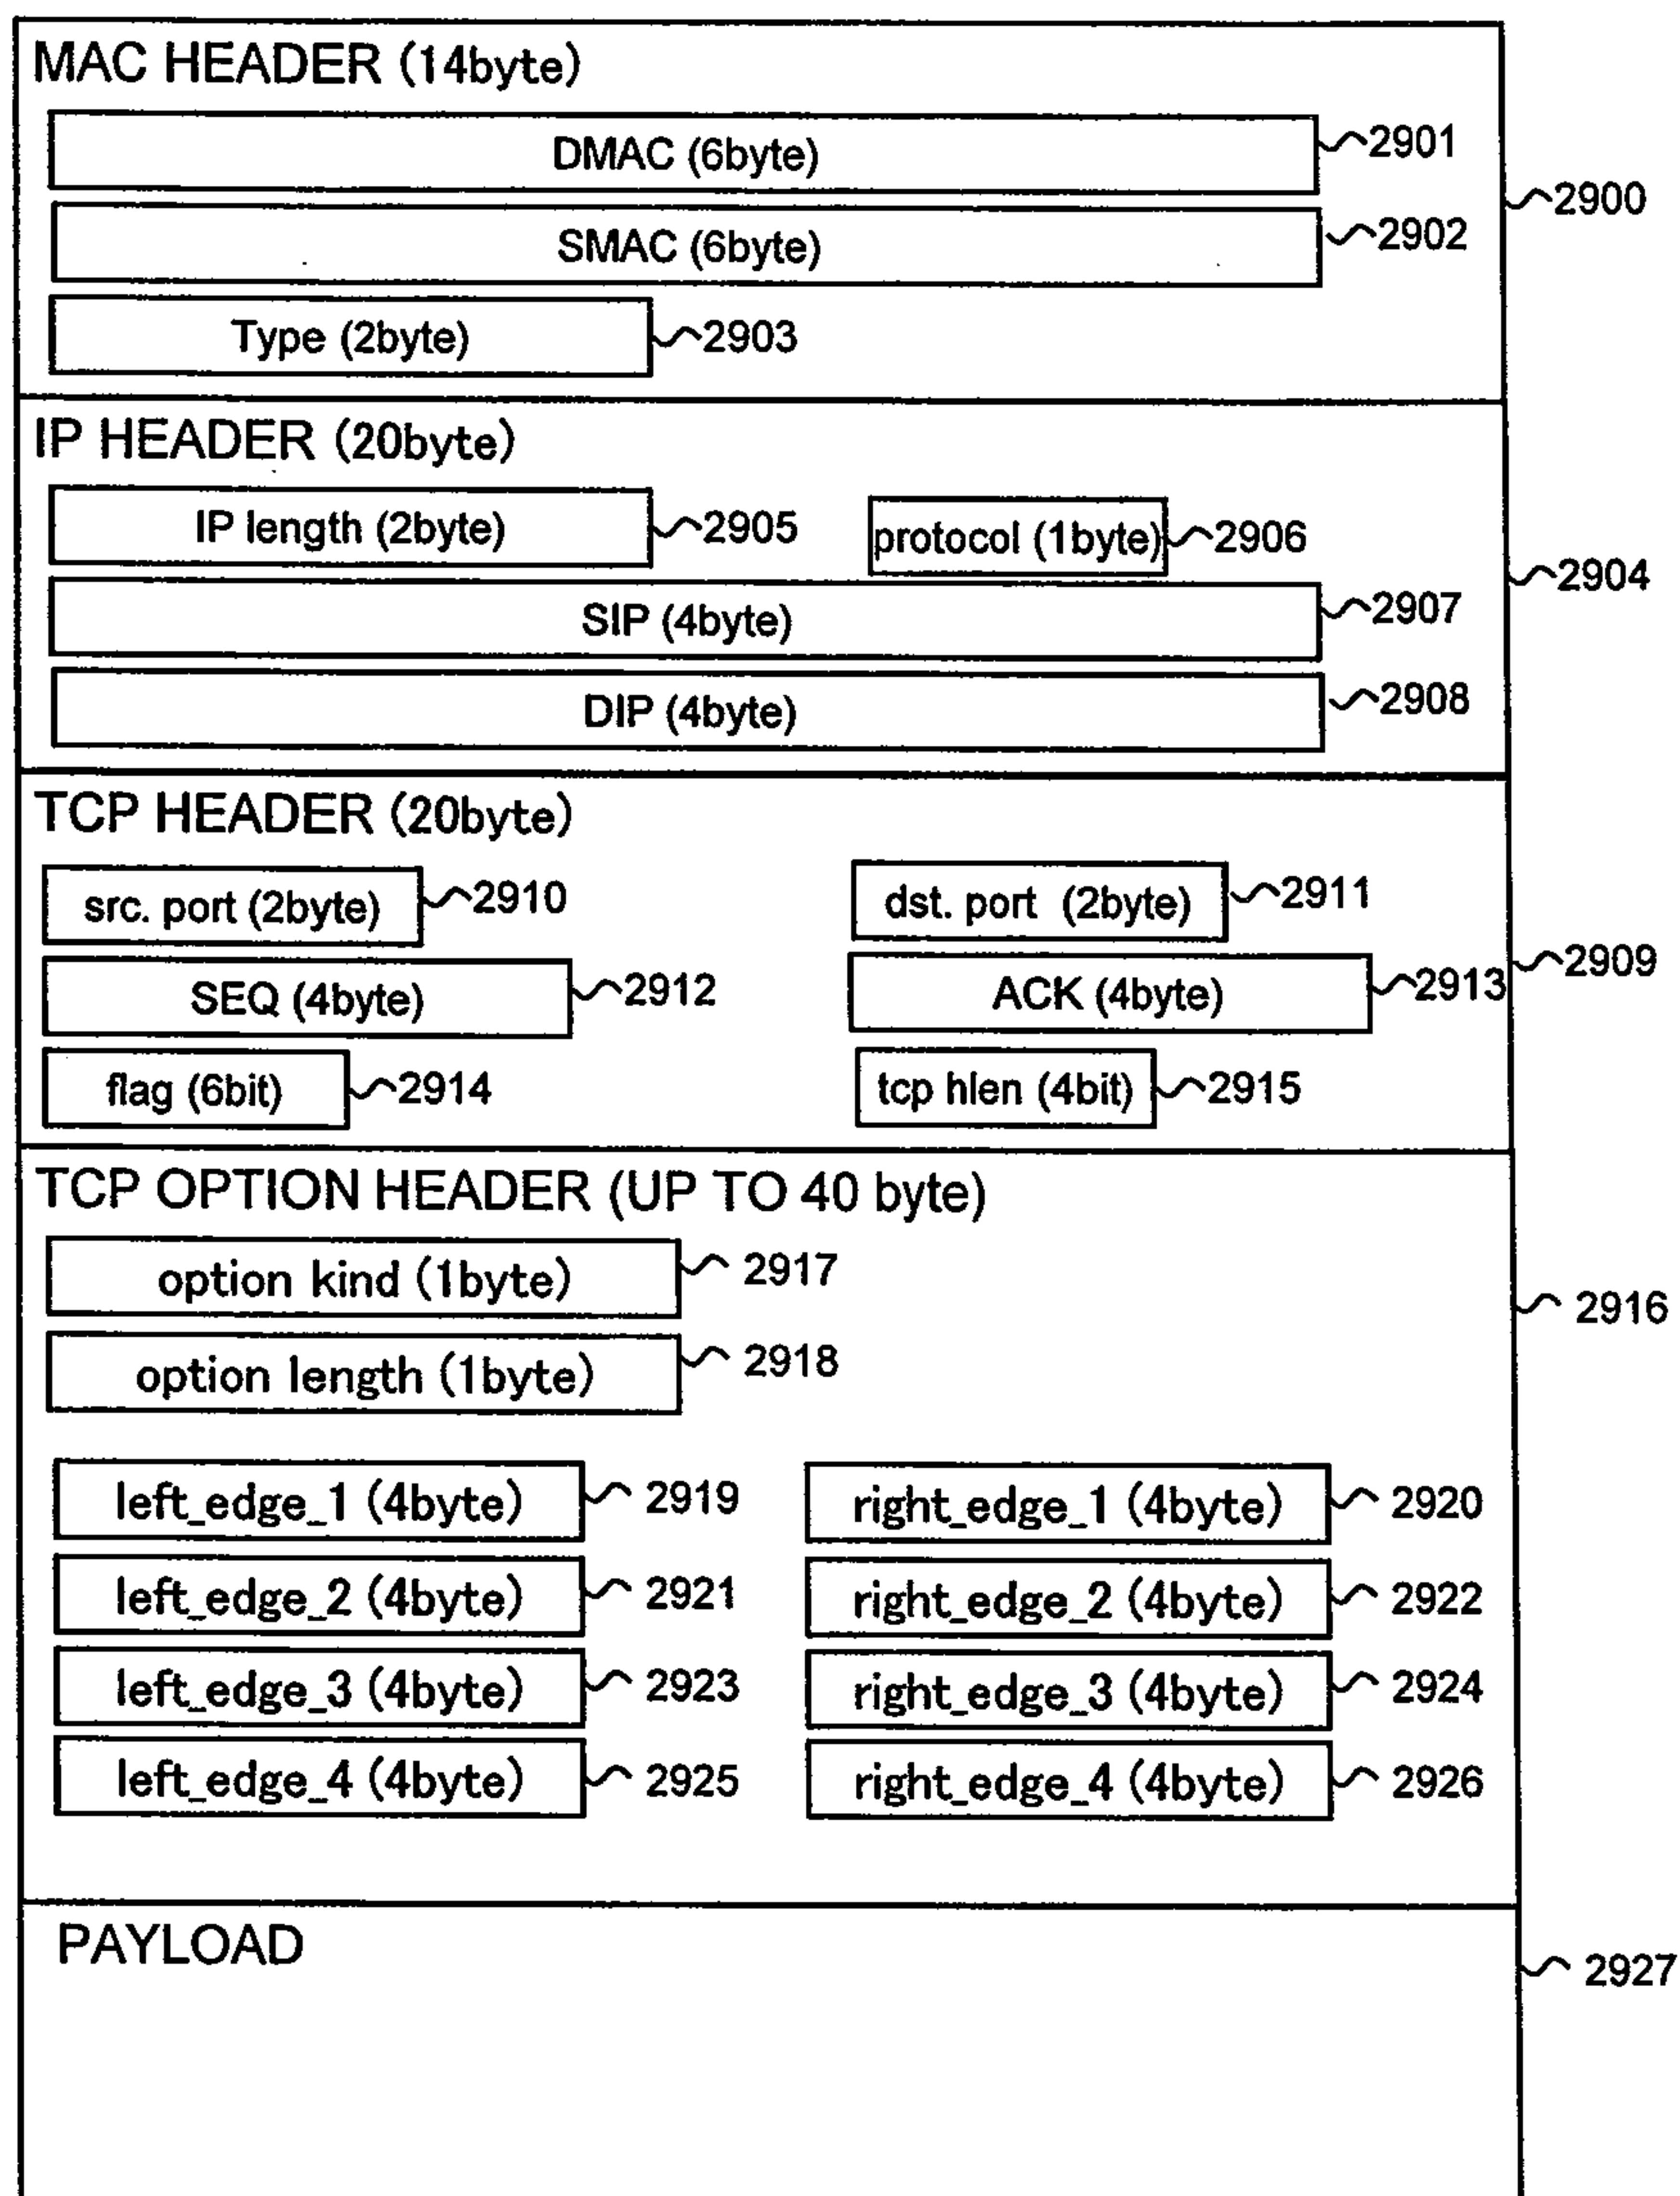 MAC HEADER (14byte)
DMAC (6byte) 2901
2900
SMAC (6byte) 2902
Type (2byte) 2903
IP HEADER (20byte)
IP length (2byte) 2905 protocol (1byte) 2906
2904
SIP (4byte) 2907
DIP (4byte) 2908
TCP HEADER (20byte)
src. port (2byte) 2910 dst. port (2byte) 2911
2909
SEQ (4byte) 2912 ACK (4byte) 2913
flag (6bit) 2914 tcp hlen (4bit) 2915
TCP OPTION HEADER (UP TO 40 byte)
option kind (1byte) 2917
2916
option length (1byte) 2918
left_edge_1 (4byte) 2919 right_edge_1 (4byte) 2920
left_edge_2 (4byte) 2921 right_edge_2 (4byte) 2922
left_edge_3 (4byte) 2923 right_edge_3 (4byte) 2924
left_edge_4 (4byte) 2925 right_edge_4 (4byte) 2926
PAYLOAD
2927